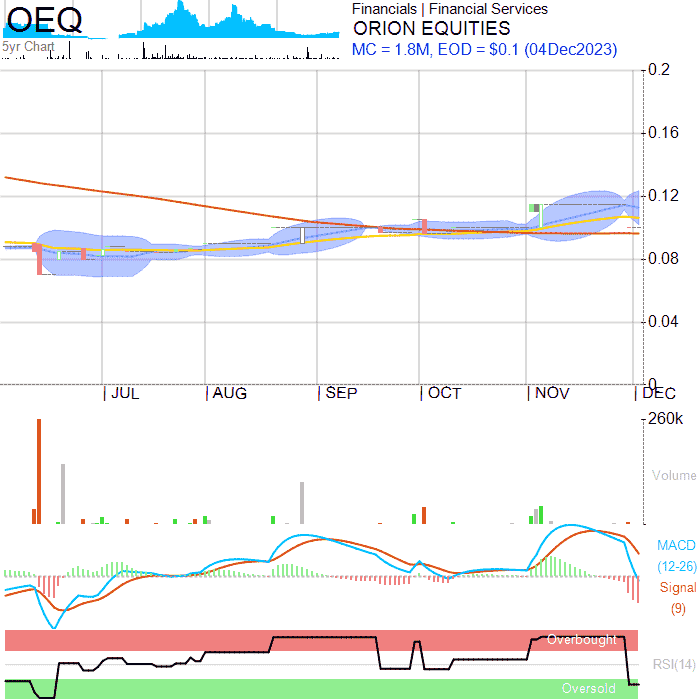 OEQ
5yr Chart
Financials | Financial Services
ORION EQUITIES
MC = 1.8M, EOD = $0.1 (04Dec2023)
0.2
0.16
0.12
0.08
0.04
0
JUL AUG SEP OCT NOV DEC
260k
Volume
MACD
(12-26)
Signal
(9)
Overbought
RSI(14)
Oversold